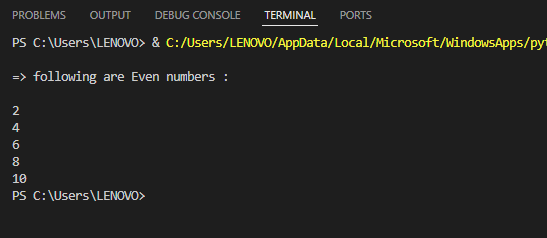 PROBLEMS OUTPUT DEBUG CONSOLE TERMINAL PORTS
PS C:\Users\LENOVO> & C:/Users/LENOVO/AppData/Local/Microsoft/WindowsApps/pyt
=> following are Even numbers :
2
4
6
8
10
PS C:\Users\LENOVO>